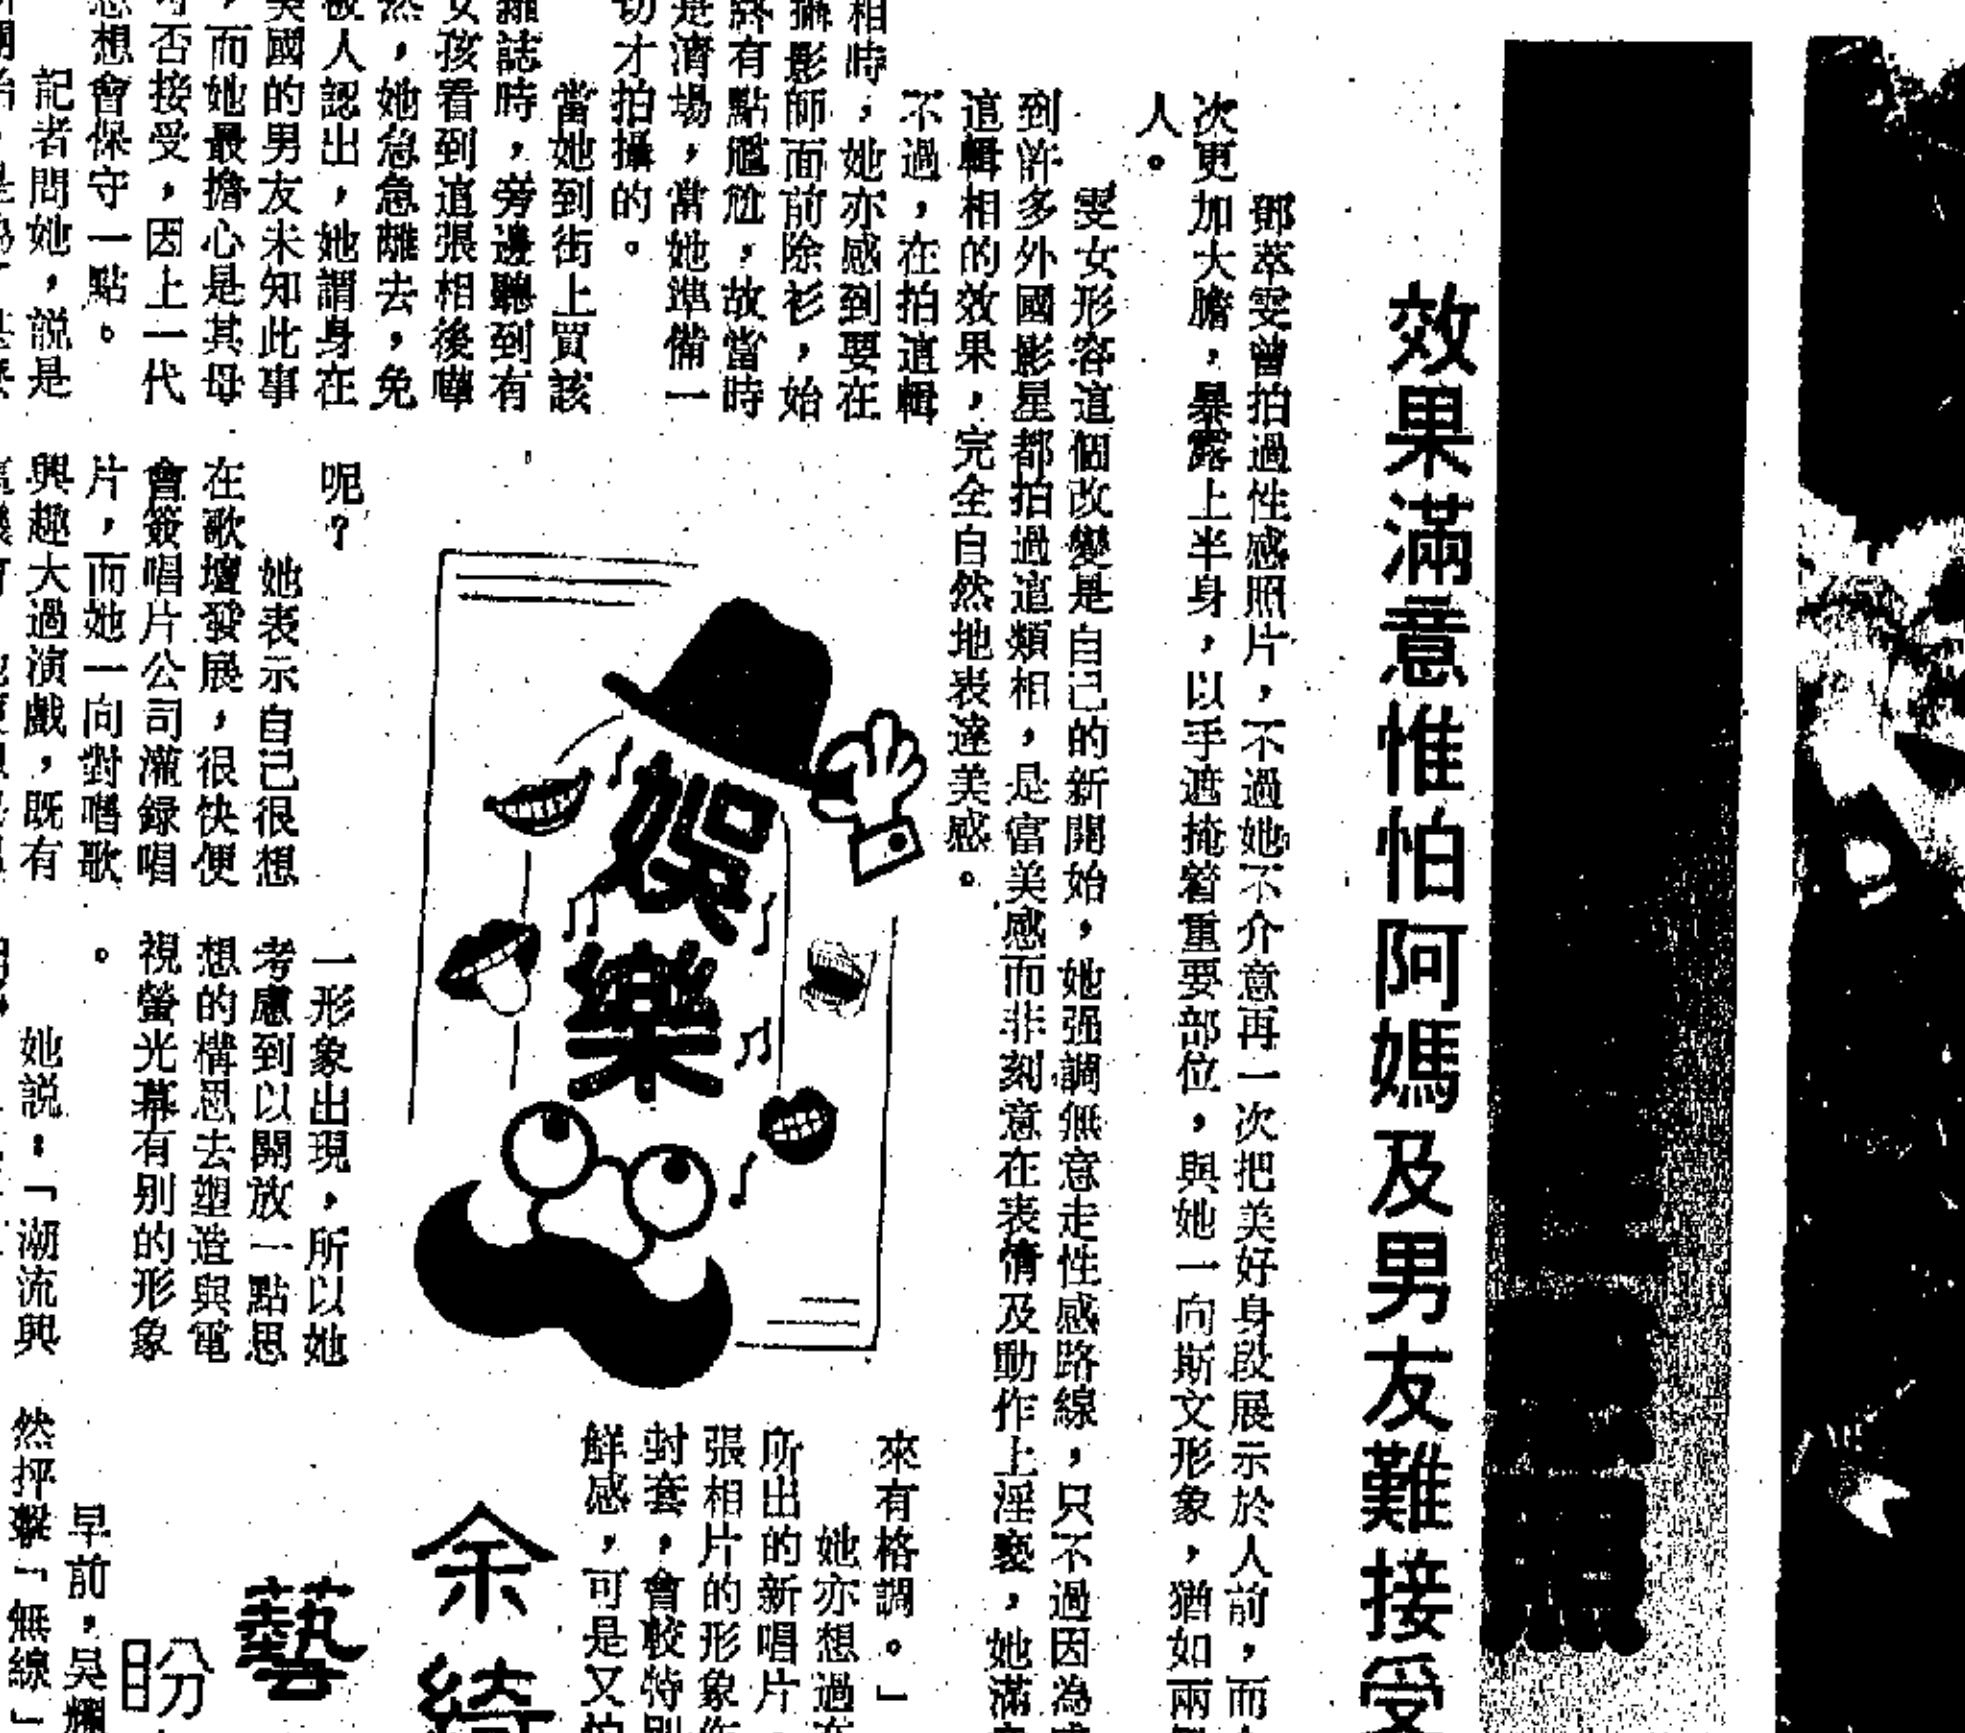 效果滿意惟怕阿媽及男友難接受
鄧萃雯曾拍過性感照片，不過她不介意再一次把美好身段展示於人前，而
次更加大膽，暴露上半身，以手遮掩着重要部位，與她一向斯文形象，猶如兩
人。
雯女形容這個改變是自己的新開始，她强調無意走性感路線，只不過因為
到許多外國影星都拍過這類相，是富美感而非刻意在表情及動作上淫褻，她滿
這輯相的效果，完全自然地表達美感。
不過，在拍這輯
相時，她亦感到要在
攝影師面前除衫，始
終有點尷尬，故當時
是濟場，當她準備一
切才拍攝的。
當她到街上買該
雜誌時，旁邊聽到有
女孩看到這張相後嘩
然，她急急離去，免
被人認出，她謂身在
美國的男友未知此事
，而她最擔心是其母
可否接受，因上一代
思想會保守一點。
記者問她，説是
呢？
她表示自己很想
在歌壇發展，很快便
會簽唱片公司灌録唱
片，而她一向對唱歌
興趣大過演戲，既有
娛樂
一形象出現，所以她
考慮到以開放一點思
想的構思去塑造與電
視螢光幕有别的形象
。
她説：「潮流興
來有格調。」
她亦想過在
所出的新唱片
張相片的形象作
封套，會較特别
鮮感，可是又怕
余綺
藝
盼
早前，吳耀
然抨擊「無線」